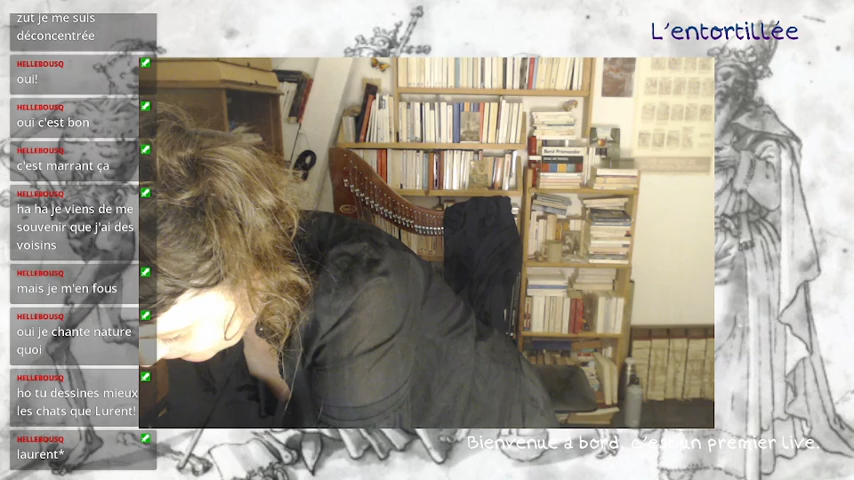 zut je me suis
déconcentrée
HELLEBOUSQ
oui!
HELLEBOUSQ
oui c'est bon
HELLEBOUSQ
c'est marrant ça
HELLEBOUSQ
ha ha je viens de me
souvenir que j'ai des
voisins
HELLEBOUSQ
mais je m'en fous
HELLEBOUSQ
oui je chante nature
quoi
HELLEBOUSQ
ho tu dessines mieux
les chats que Lurent!
HELLEBOUSQ
laurent*
L'entortillée
Bienvenue à bord, c'est un premier live.